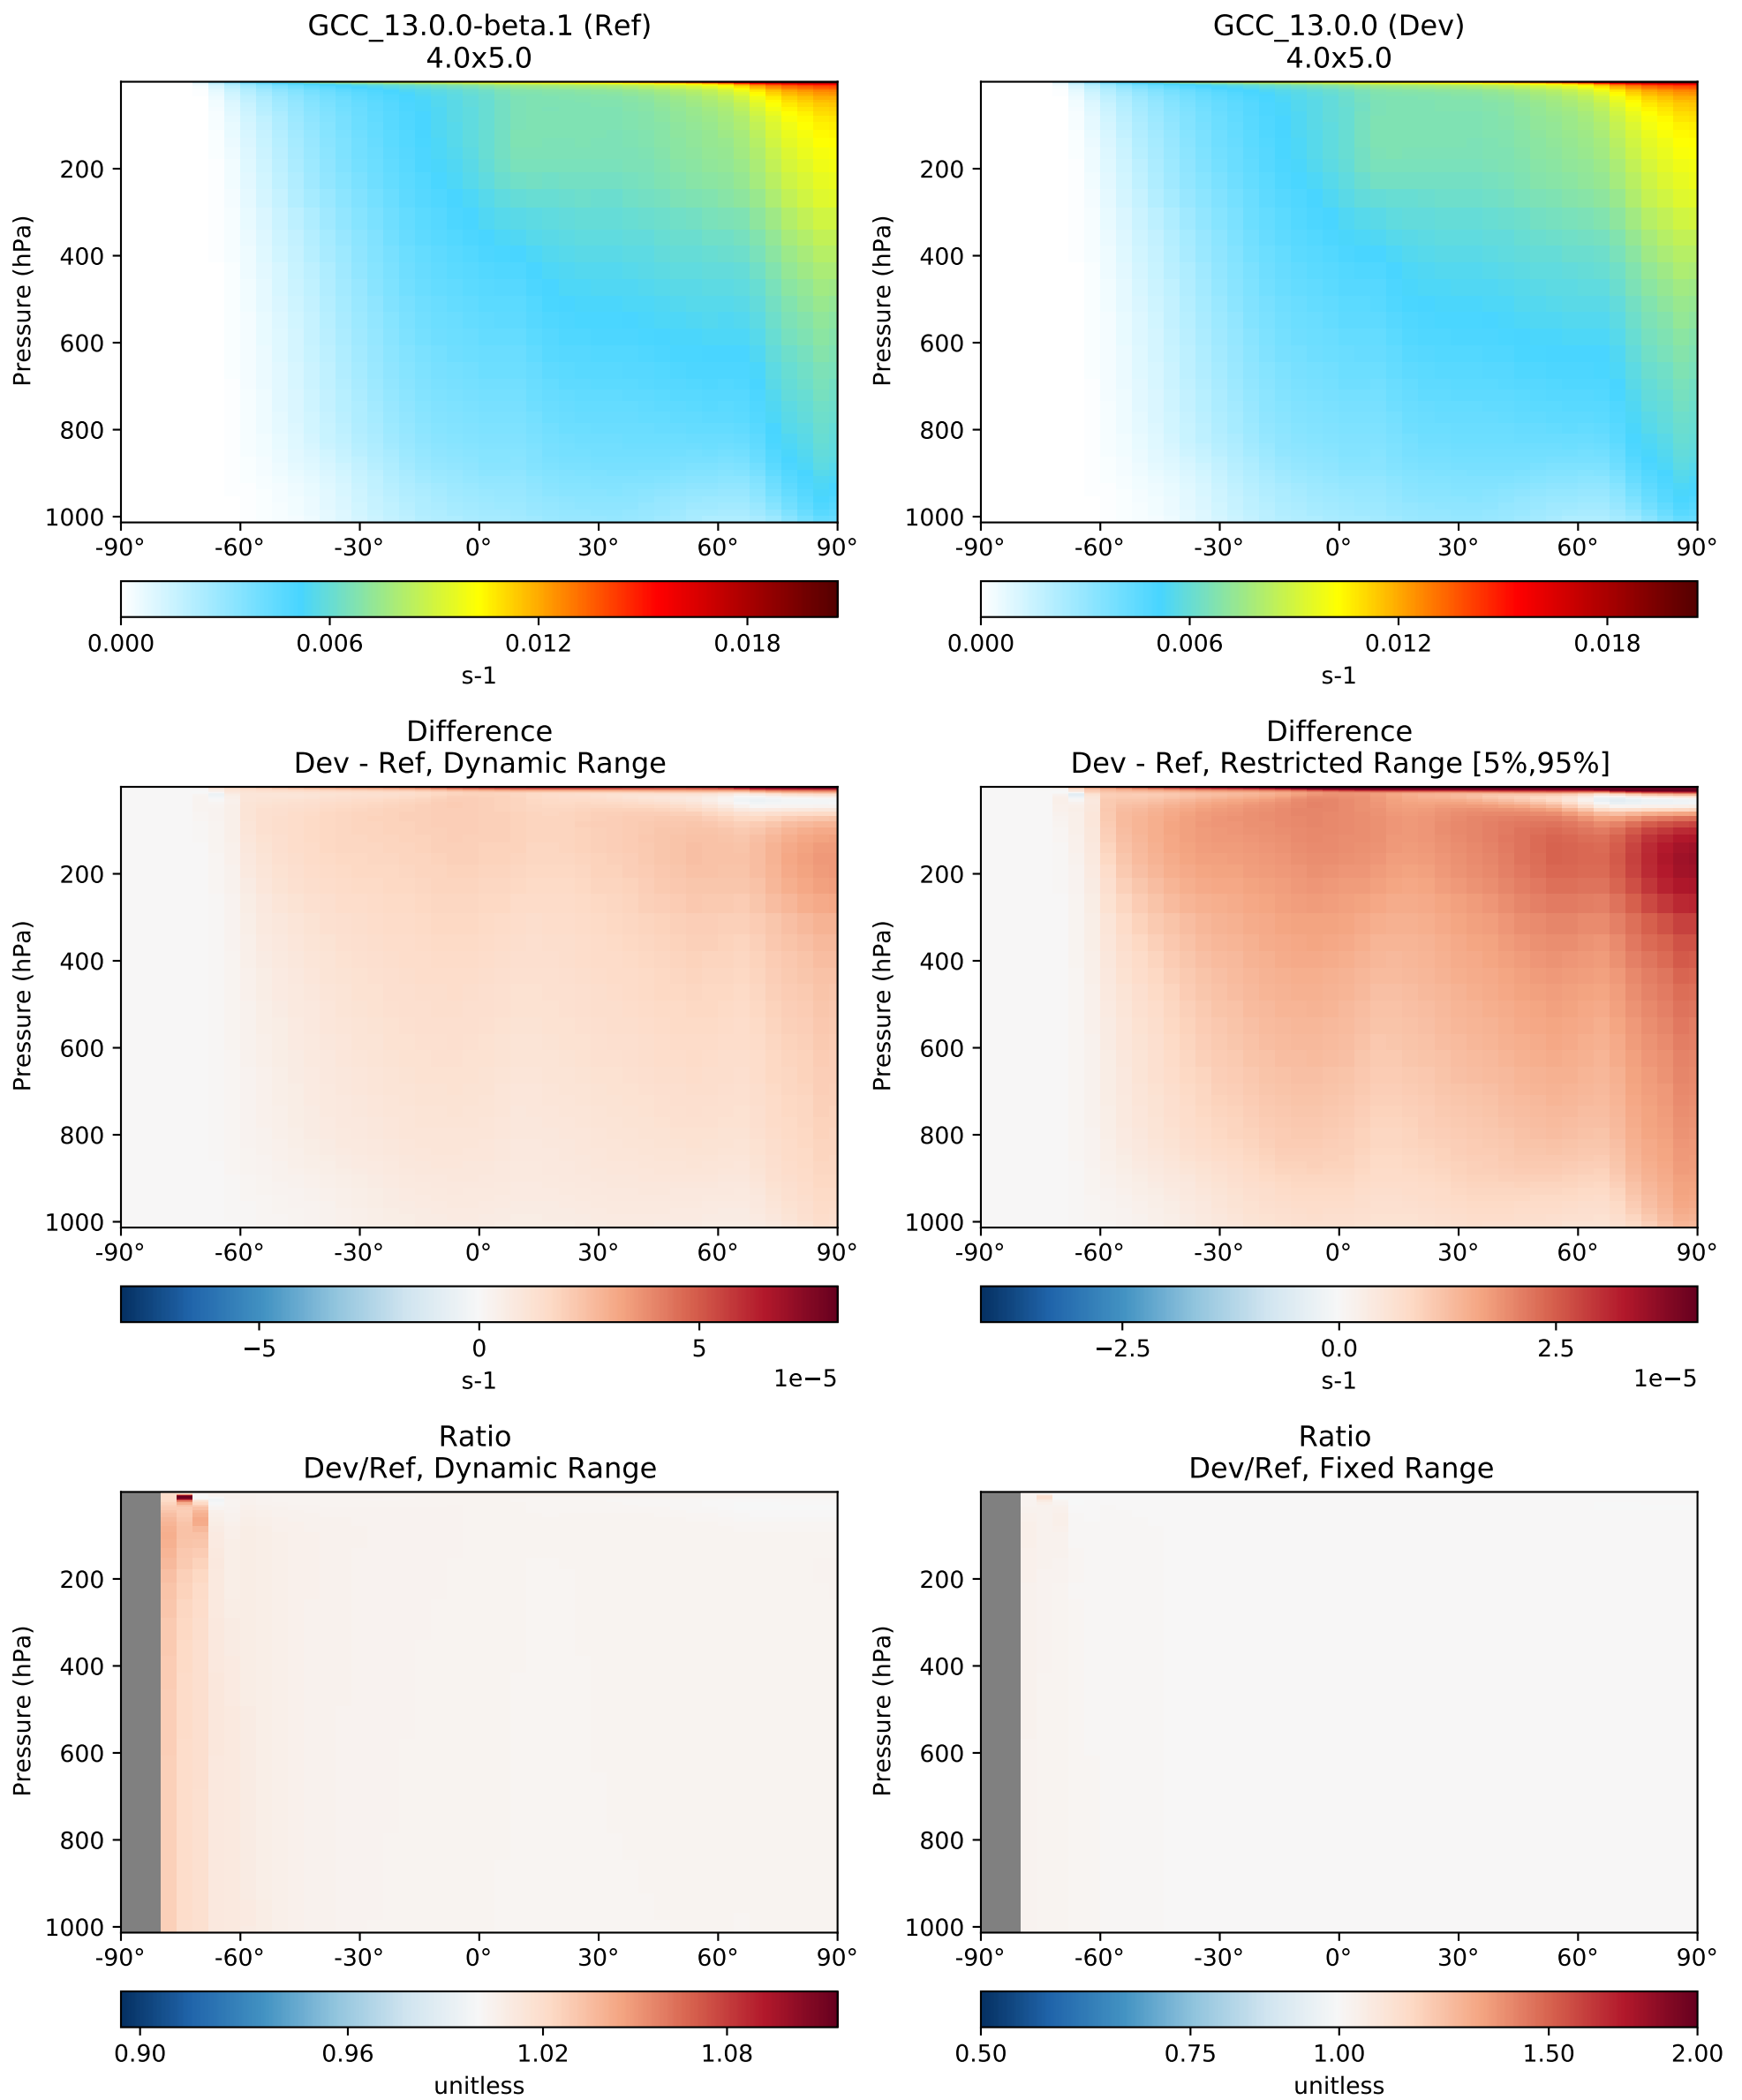 GCC_13.0.0-beta.1 (Ref)
4.0x5.0
Pressure (hPa)
200
400
600
800
1000
-90° -60° -30° 0° 30° 60° 90°
0.000 0.006 0.012 0.018
s-1
GCC_13.0.0 (Dev)
4.0x5.0
Pressure (hPa)
200
400
600
800
1000
-90° -60° -30° 0° 30° 60° 90°
0.000 0.006 0.012 0.018
s-1
Difference
Dev - Ref, Dynamic Range
Pressure (hPa)
200
400
600
800
1000
-90° -60° -30° 0° 30° 60° 90°
−5 0 5
s-1 1e−5
Difference
Dev - Ref, Restricted Range [5%,95%]
Pressure (hPa)
200
400
600
800
1000
-90° -60° -30° 0° 30° 60° 90°
−2.5 0.0 2.5
s-1 1e−5
Ratio
Dev/Ref, Dynamic Range
Pressure (hPa)
200
400
600
800
1000
-90° -60° -30° 0° 30° 60° 90°
0.90 0.96 1.02 1.08
unitless
Ratio
Dev/Ref, Fixed Range
Pressure (hPa)
200
400
600
800
1000
-90° -60° -30° 0° 30° 60° 90°
0.50 0.75 1.00 1.50 2.00
unitless